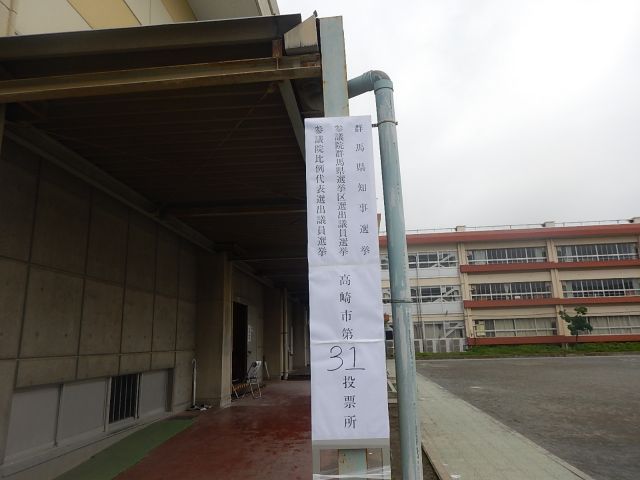 群馬県知事選挙
参議院群馬県選挙区選出議員選挙
参議院比例代表選出議員選挙
高崎市第31投票所